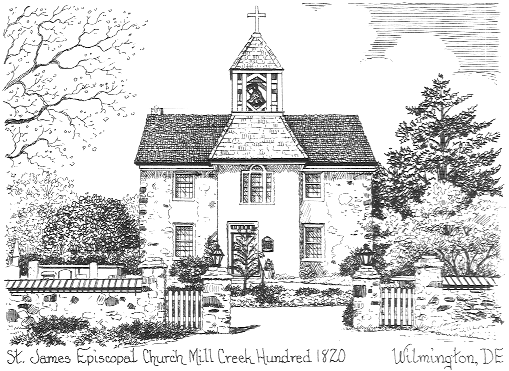 St. James Episcopal Church Mill Creek Hundred 1820 Wilmington, DE